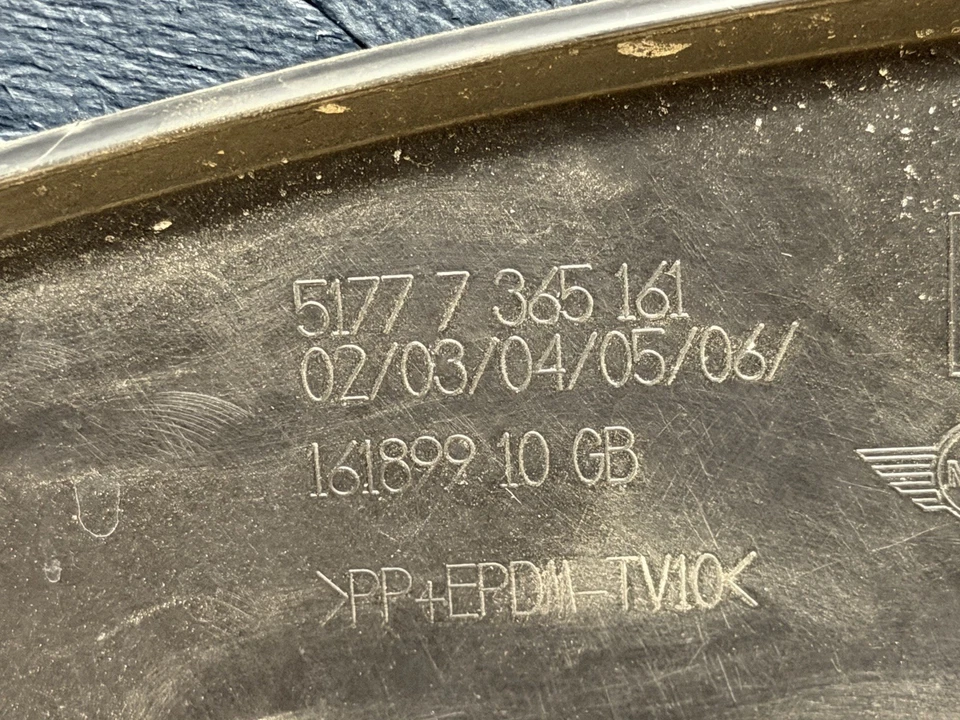 5177 7 365 161
02/03/04/05/06/
161899 10 GB
>PP+EPDM-TV10<